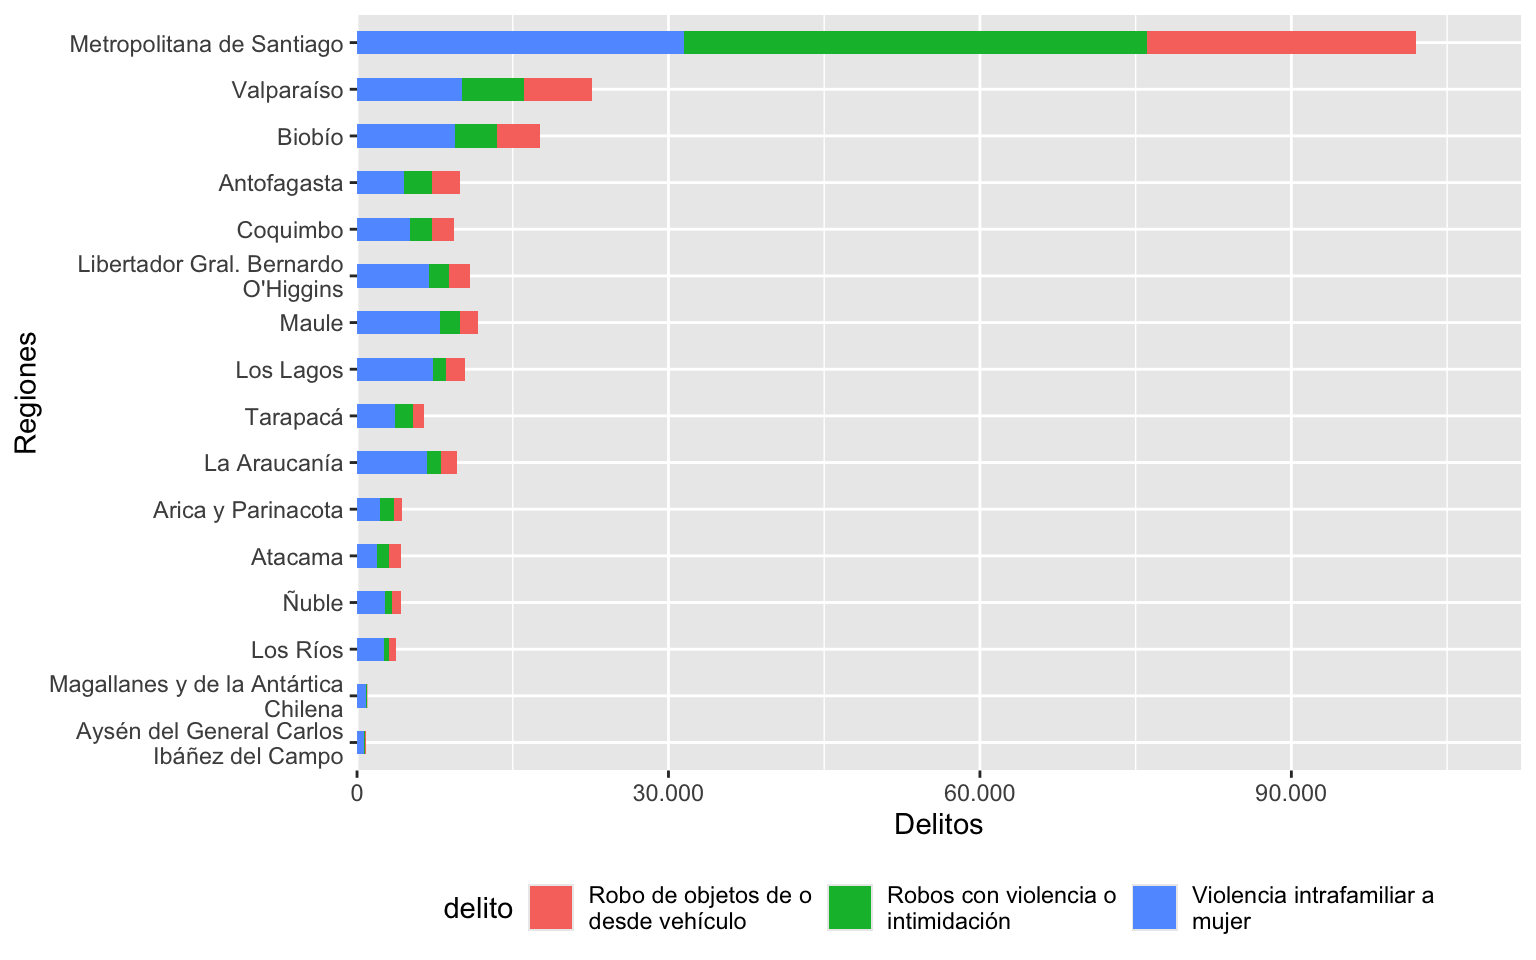 Metropolitana de Santiago
Valparaíso
Biobío
Antofagasta
Coquimbo
Libertador Gral. Bernardo
O'Higgins
Maule
Los Lagos
Tarapacá
La Araucanía
Arica y Parinacota
Atacama
Ñuble
Los Ríos
Magallanes y de la Antártica
Chilena
Aysén del General Carlos
Ibáñez del Campo
Regiones
0 30.000 60.000 90.000
Delitos
delito
Robo de objetos de o
desde vehículo
Robos con violencia o
intimidación
Violencia intrafamiliar a
mujer